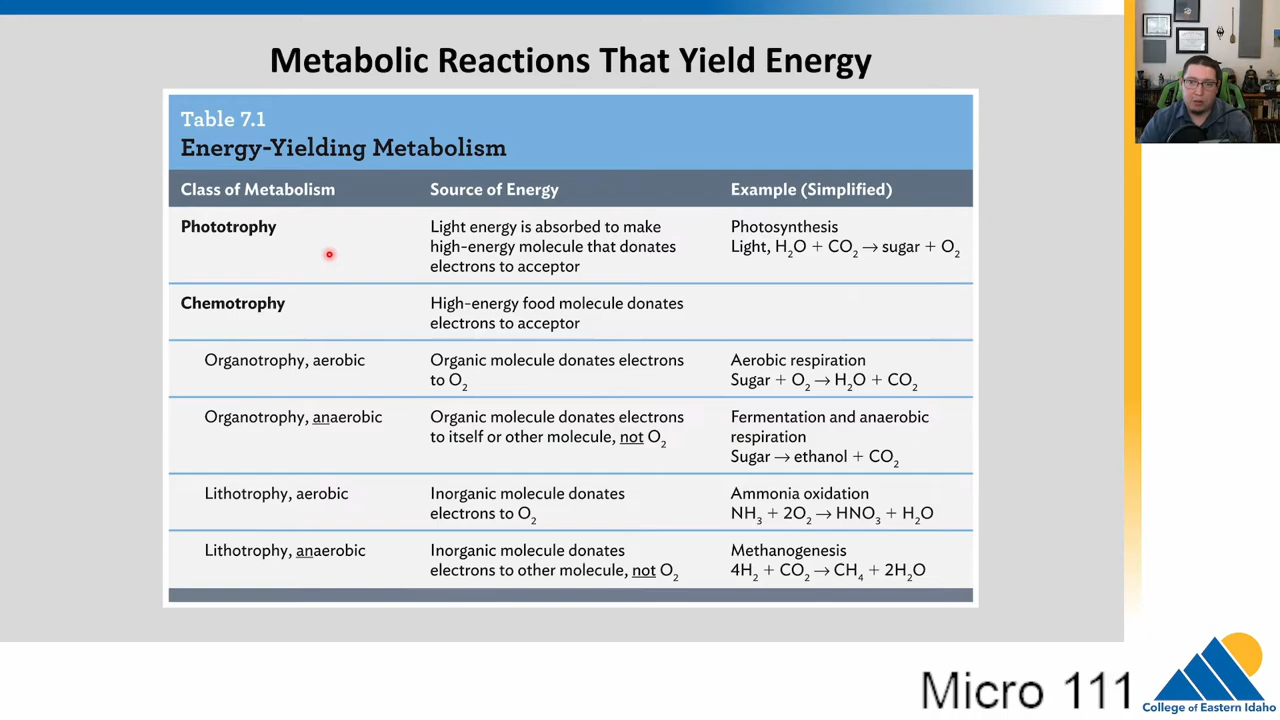 Metabolic Reactions That Yield Energy
Table 7.1
Energy-Yielding Metabolism
Class of Metabolism
Source of Energy
Example (Simplified)
Phototrophy
Light energy is absorbed to make
high-energy molecule that donates
electrons to acceptor
Photosynthesis
Light, H₂O + CO₂ → sugar + O₂
Chemotrophy
High-energy food molecule donates
electrons to acceptor
Organotrophy, aerobic
Organic molecule donates electrons
to O₂
Aerobic respiration
Sugar + O₂ → H₂O + CO₂
Organotrophy, anaerobic
Organic molecule donates electrons
to itself or other molecule, not O₂
Fermentation and anaerobic
respiration
Sugar → ethanol + CO₂
Lithotrophy, aerobic
Inorganic molecule donates
electrons to O₂
Ammonia oxidation
NH₃ + 2O₂ → HNO₃ + H₂O
Lithotrophy, anaerobic
Inorganic molecule donates
electrons to other molecule, not O₂
Methanogenesis
4H₂ + CO₂ → CH₄ + 2H₂O
Micro 111
College of Eastern Idaho